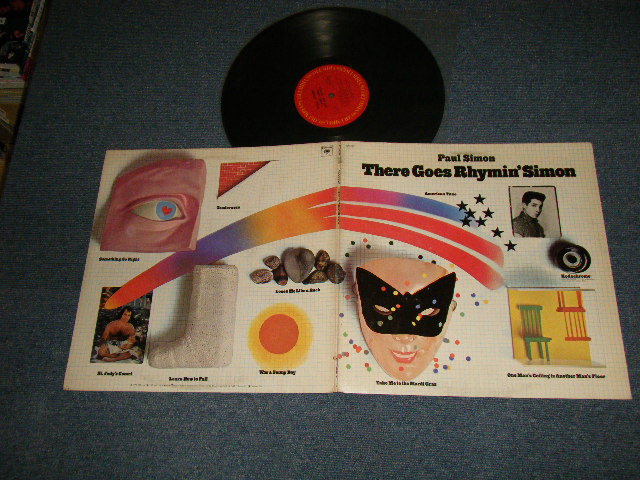 Paul Simon
There Goes Rhymin' Simon
American Tune
Tenderness
Kodachrome
Something So Right
Loves Me Like a Rock
St. Judy's Comet
Learn How to Fall
Was a Sunny Day
Take Me to the Mardi Gras
One Man's Ceiling is Another Man's Floor